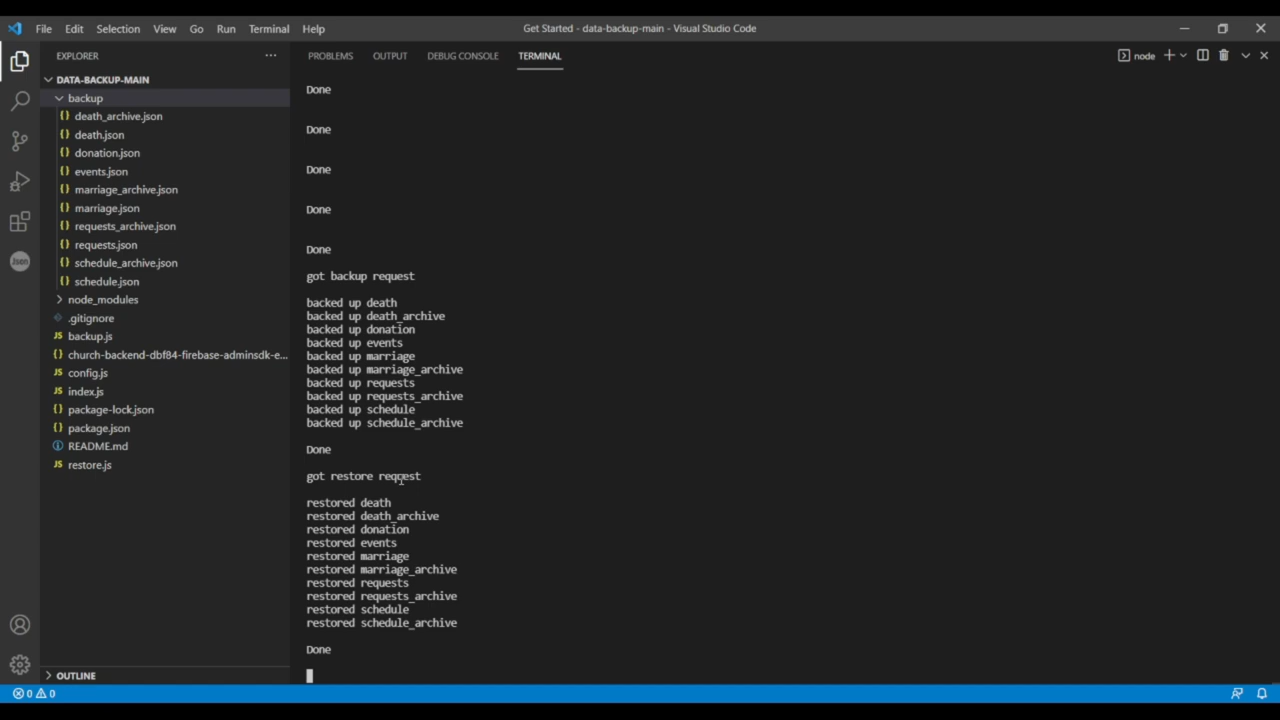 File Edit Selection View Go Run Terminal Help
Get Started - data-backup-main - Visual Studio Code
EXPLORER
DATA-BACKUP-MAIN
backup
{} death_archive.json
{} death.json
{} donation.json
{} events.json
{} marriage_archive.json
{} marriage.json
{} requests_archive.json
{} requests.json
{} schedule_archive.json
{} schedule.json
node_modules
.gitignore
JS backup.js
{} church-backend-dbf84-firebase-adminsdk-e...
JS config.js
JS index.js
{} package-lock.json
{} package.json
README.md
JS restore.js
OUTLINE
Json
PROBLEMS OUTPUT DEBUG CONSOLE TERMINAL
node
Done
Done
Done
Done
Done
got backup request
backed up death
backed up death_archive
backed up donation
backed up events
backed up marriage
backed up marriage_archive
backed up requests
backed up requests_archive
backed up schedule
backed up schedule_archive
Done
got restore request
restored death
restored death_archive
restored donation
restored events
restored marriage
restored marriage_archive
restored requests
restored requests_archive
restored schedule
restored schedule_archive
Done
0 0